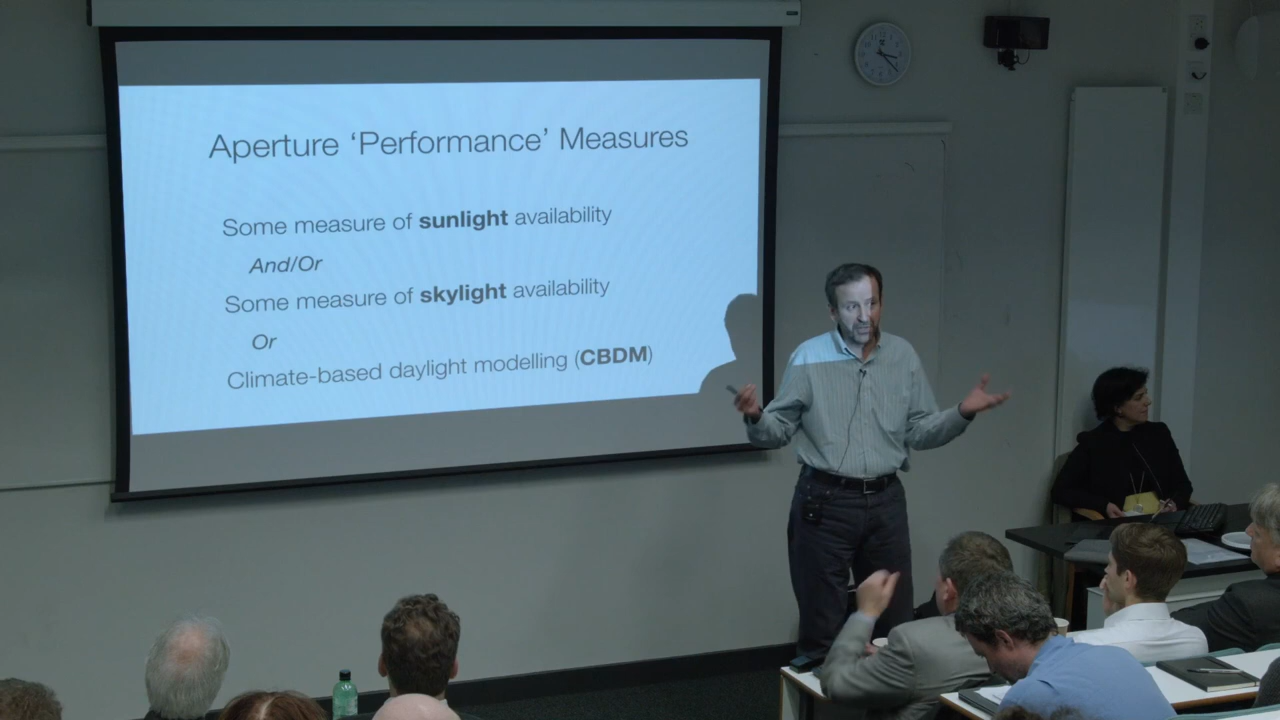 Aperture ‘Performance’ Measures
Some measure of sunlight availability
And/Or
Some measure of skylight availability
Or
Climate-based daylight modelling (CBDM)